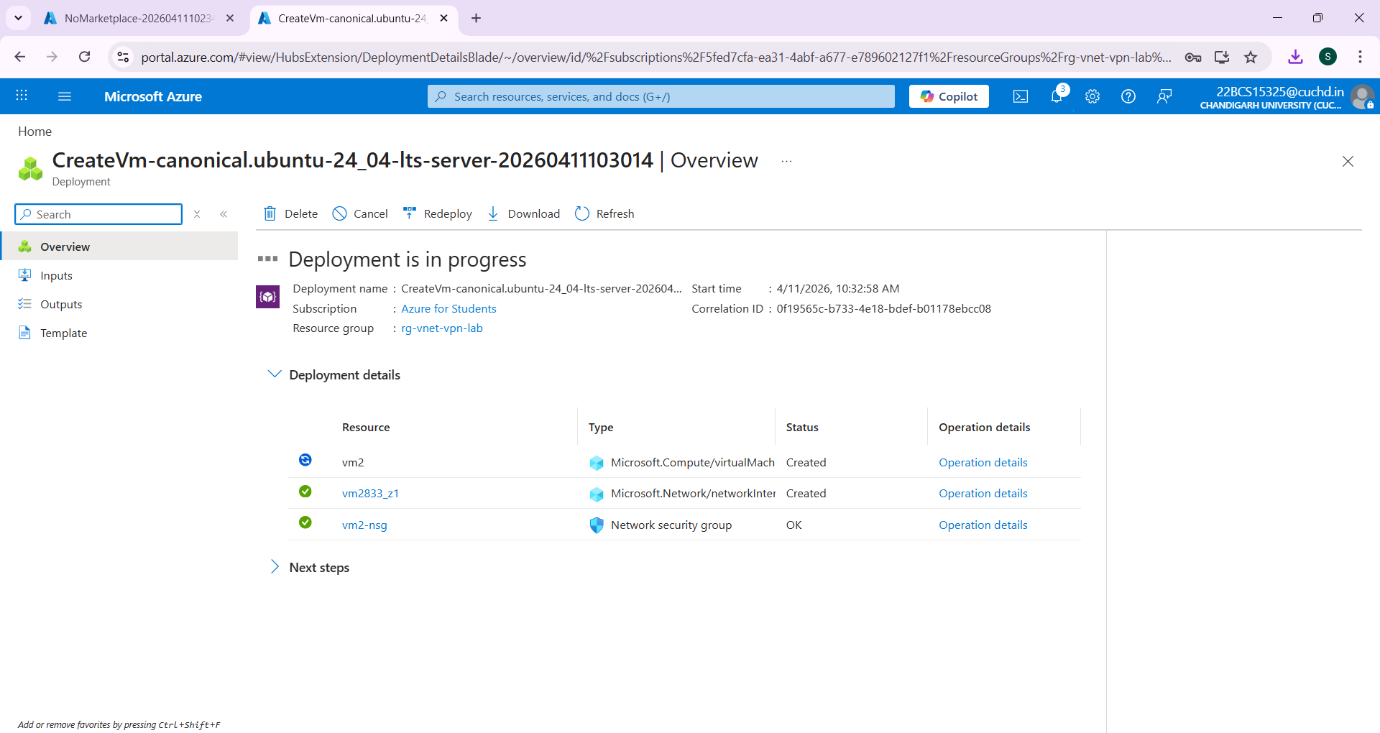 NoMarketplace-2026041110234
CreateVm-canonical.ubuntu-24_
portal.azure.com/#view/HubsExtension/DeploymentDetailsBlade/~/overview/id/%2Fsubscriptions%2F5fed7cfa-ea31-4abf-a677-e789602127f1%2FresourceGroups%2Frg-vnet-vpn-lab%...
S
Microsoft Azure
Search resources, services, and docs (G+/)
Copilot
3
22BCS15325@cuchd.in
CHANDIGARH UNIVERSITY (CUC...
Home
CreateVm-canonical.ubuntu-24_04-lts-server-20260411103014 | Overview ...
Deployment
Search
Delete Cancel Redeploy Download Refresh
Overview
Inputs
Outputs
Template
Deployment is in progress
Deployment name : CreateVm-canonical.ubuntu-24_04-lts-server-202604... Start time : 4/11/2026, 10:32:58 AM
Subscription : Azure for Students Correlation ID : 0f19565c-b733-4e18-bdef-b01178ebcc08
Resource group : rg-vnet-vpn-lab
Deployment details
Resource Type Status Operation details
vm2 Microsoft.Compute/virtualMach Created Operation details
vm2833_z1 Microsoft.Network/networkInter Created Operation details
vm2-nsg Network security group OK Operation details
Next steps
Add or remove favorites by pressing Ctrl+Shift+F